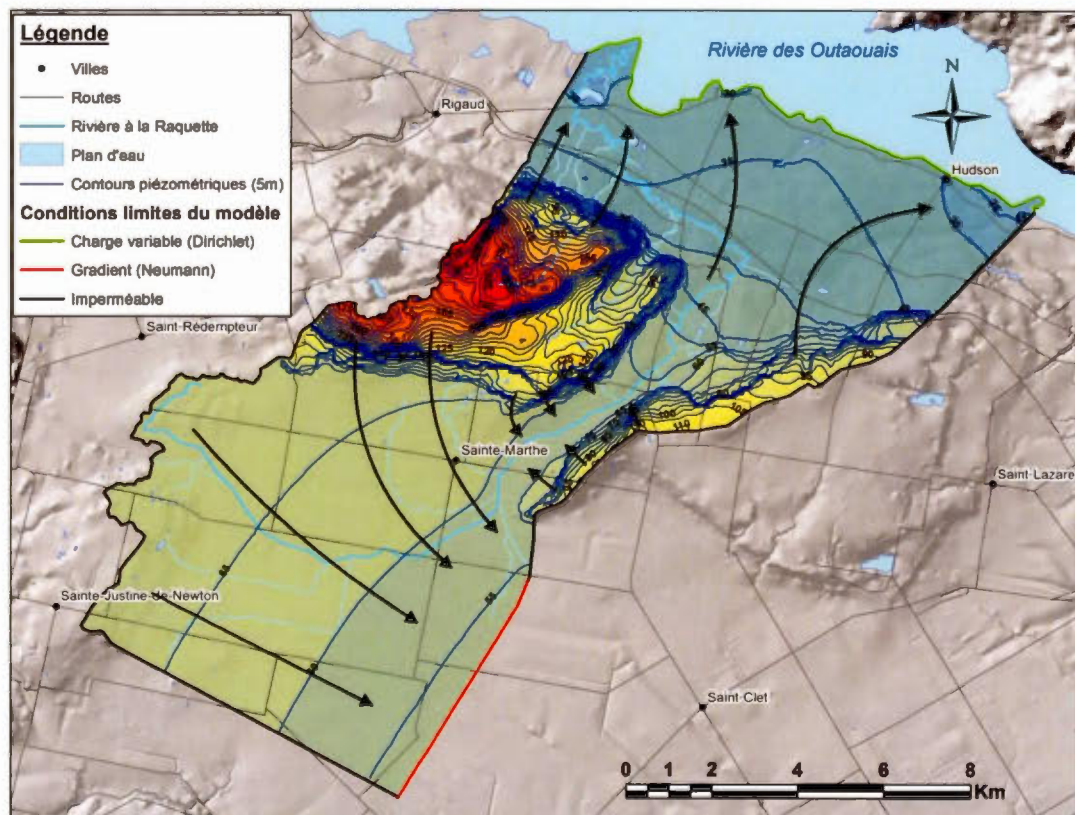 Légende
Villes
Routes
Rivière à la Raquette
Plan d'eau
Contours piézométriques (5m)
Conditions limites du modèle
Charge variable (Dirichlet)
Gradient (Neumann)
Imperméable
Rivière des Outaouais
N
Rigaud
Hudson
Saint-Rédempteur
Sainte-Marthe
Saint-Lazare
Sainte-Justine-de-Newton
Saint-Clet
0 1 2 4 6 8
Km